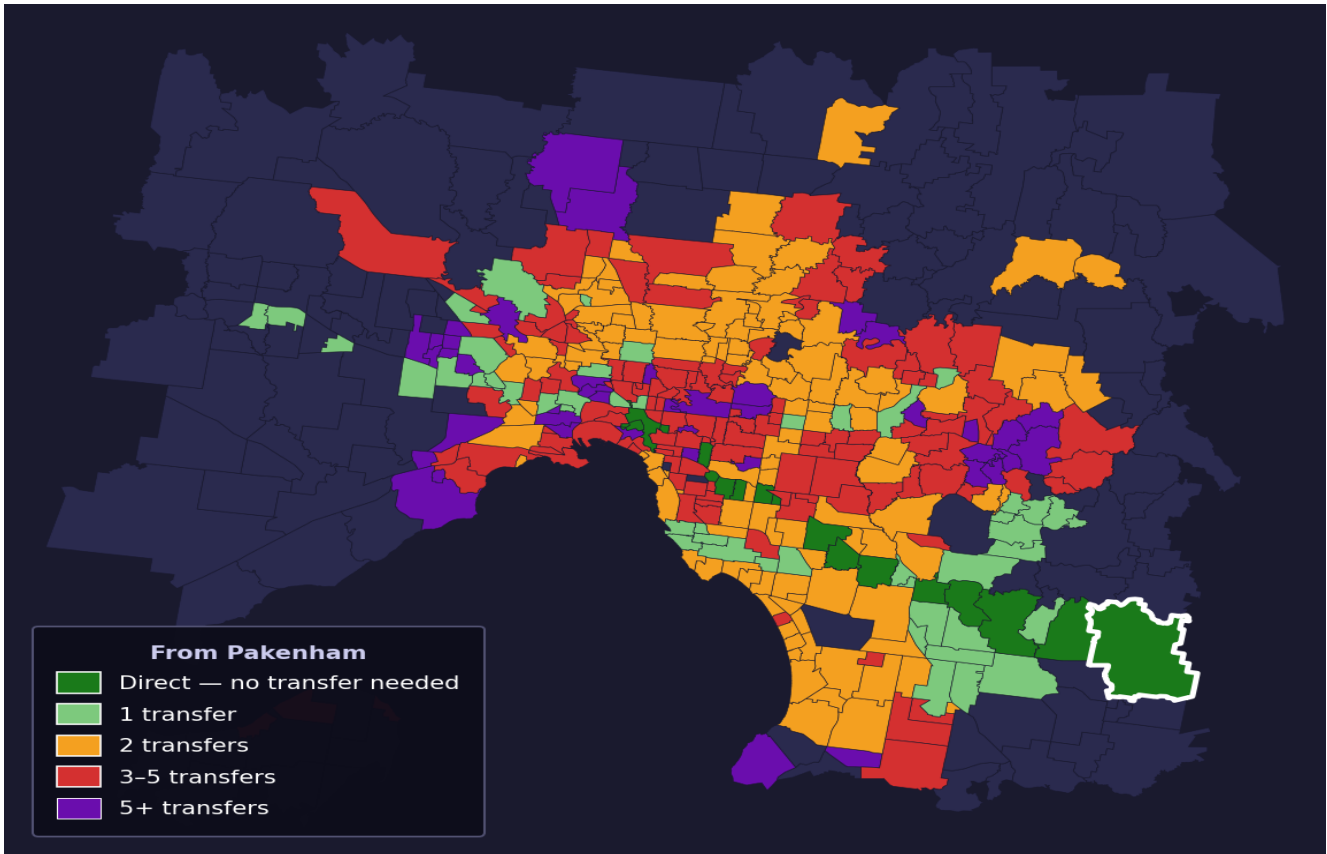 From Pakenham
Direct — no transfer needed
1 transfer
2 transfers
3–5 transfers
5+ transfers